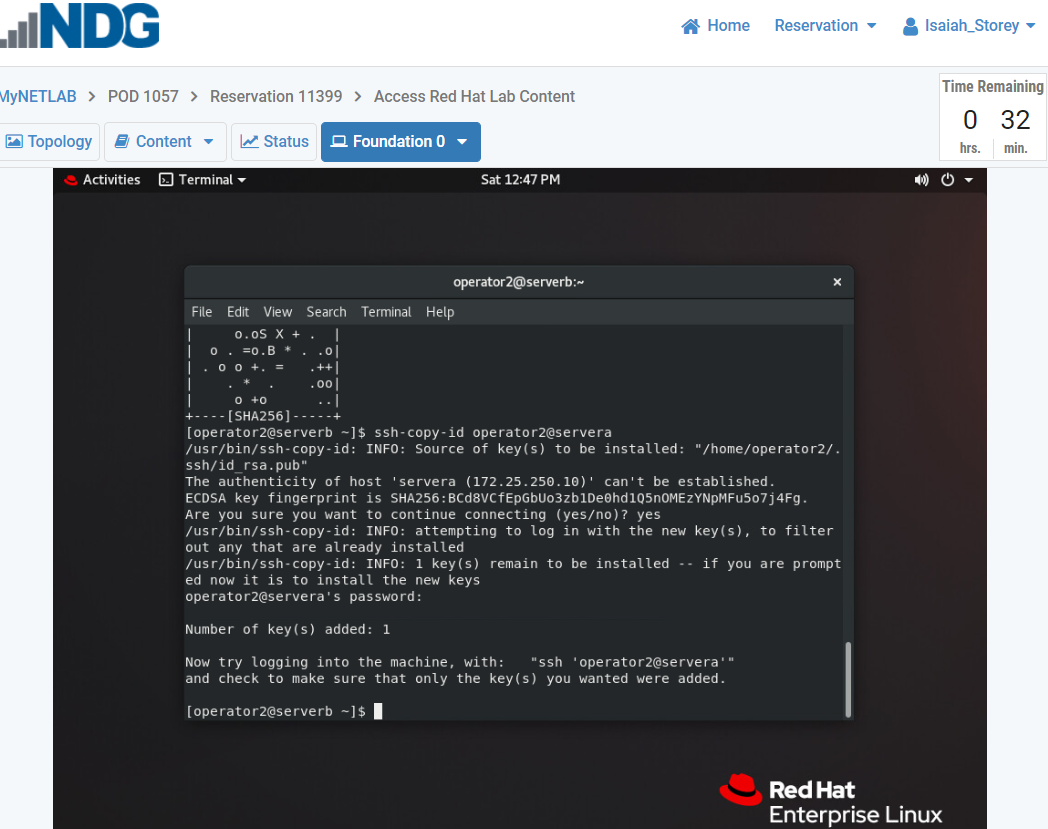 NDG
Home Reservation Isaiah_Storey
MyNETLAB > POD 1057 > Reservation 11399 > Access Red Hat Lab Content
Time Remaining
0 32
hrs. min.
Topology Content Status Foundation 0
Activities Terminal Sat 12:47 PM
operator2@serverb:~ ×
File Edit View Search Terminal Help
|     o.oS X + .  |
|  o . =o.B * . .o|
| . o o +. =   .++|
|    . *  .    .oo|
|     o +o      ..|
+----[SHA256]-----+
[operator2@serverb ~]$ ssh-copy-id operator2@servera
/usr/bin/ssh-copy-id: INFO: Source of key(s) to be installed: "/home/operator2/.
ssh/id_rsa.pub"
The authenticity of host 'servera (172.25.250.10)' can't be established.
ECDSA key fingerprint is SHA256:BCd8VCfEpGbUo3zb1De0hd1Q5nOMEzYNpMFu5o7j4Fg.
Are you sure you want to continue connecting (yes/no)? yes
/usr/bin/ssh-copy-id: INFO: attempting to log in with the new key(s), to filter
out any that are already installed
/usr/bin/ssh-copy-id: INFO: 1 key(s) remain to be installed -- if you are prompt
ed now it is to install the new keys
operator2@servera's password:
Number of key(s) added: 1
Now try logging into the machine, with:   "ssh 'operator2@servera'"
and check to make sure that only the key(s) you wanted were added.
[operator2@serverb ~]$
Red Hat
Enterprise Linux